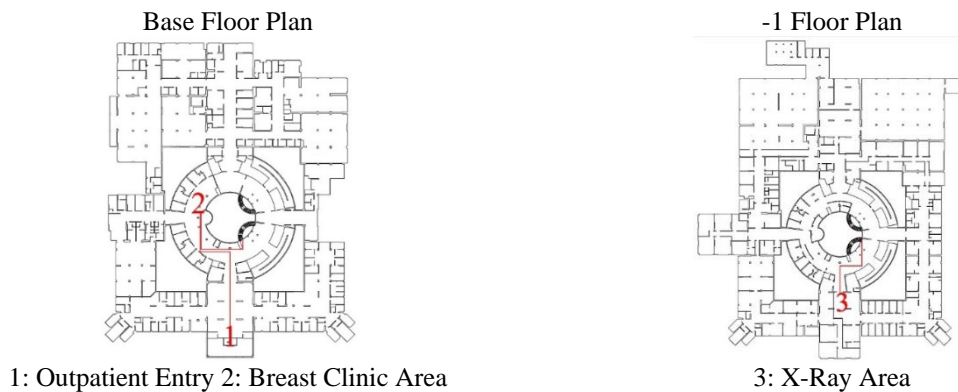 Base Floor Plan
-1 Floor Plan
2
1
3
1: Outpatient Entry 2: Breast Clinic Area
3: X-Ray Area